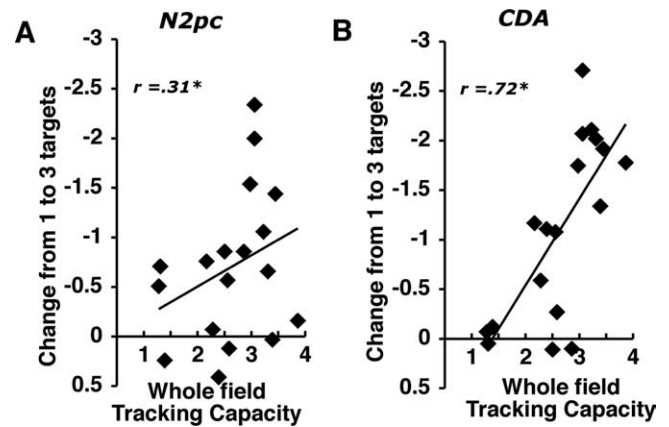 A
N2pc
Change from 1 to 3 targets
-3
-2.5
-2
-1.5
-1
-0.5
0
0.5
r =.31*
1
2
3
4
Whole field
Tracking Capacity
B
CDA
Change from 1 to 3 targets
-3
-2.5
-2
-1.5
-1
-0.5
0
0.5
r =.72*
1
2
3
4
Whole field
Tracking Capacity